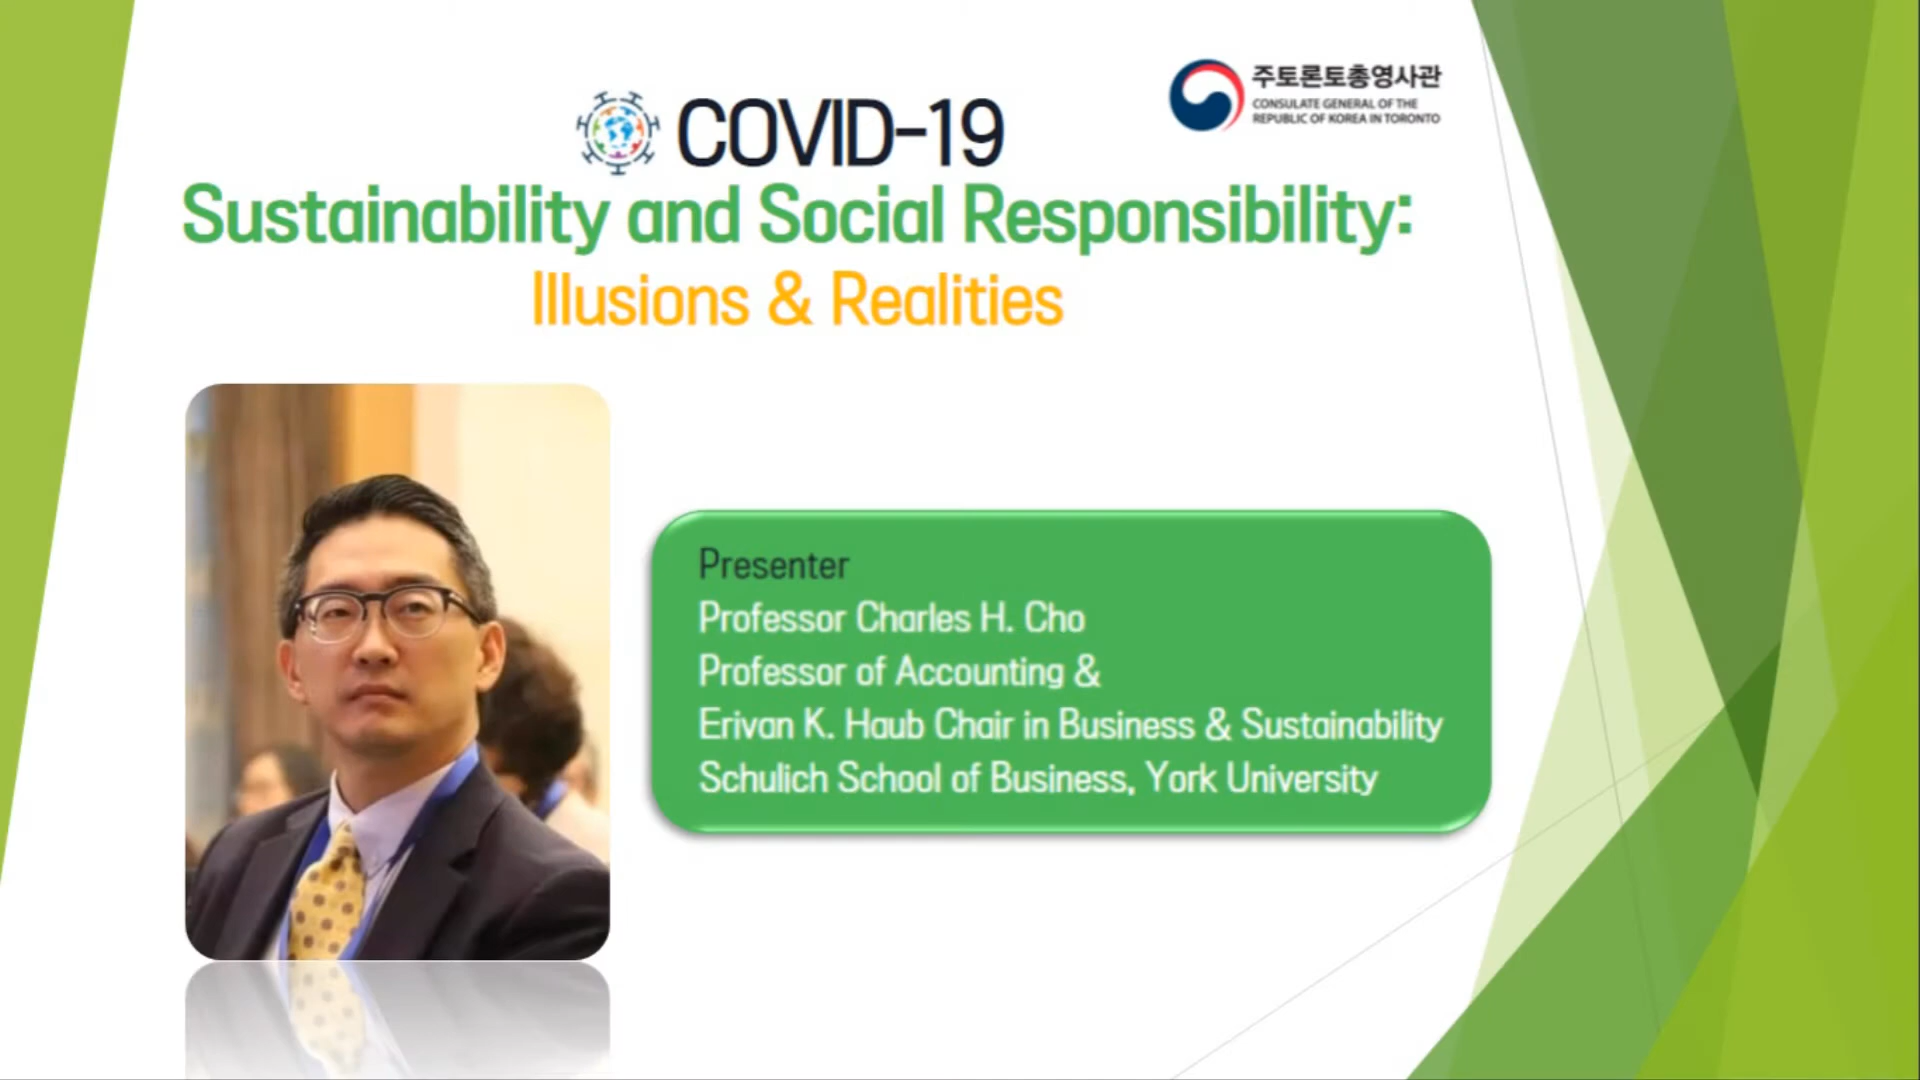 주토론토총영사관
CONSULATE GENERAL OF THE
REPUBLIC OF KOREA IN TORONTO
COVID-19
Sustainability and Social Responsibility:
Illusions & Realities
Presenter
Professor Charles H. Cho
Professor of Accounting &
Erivan K. Haub Chair in Business & Sustainability
Schulich School of Business, York University